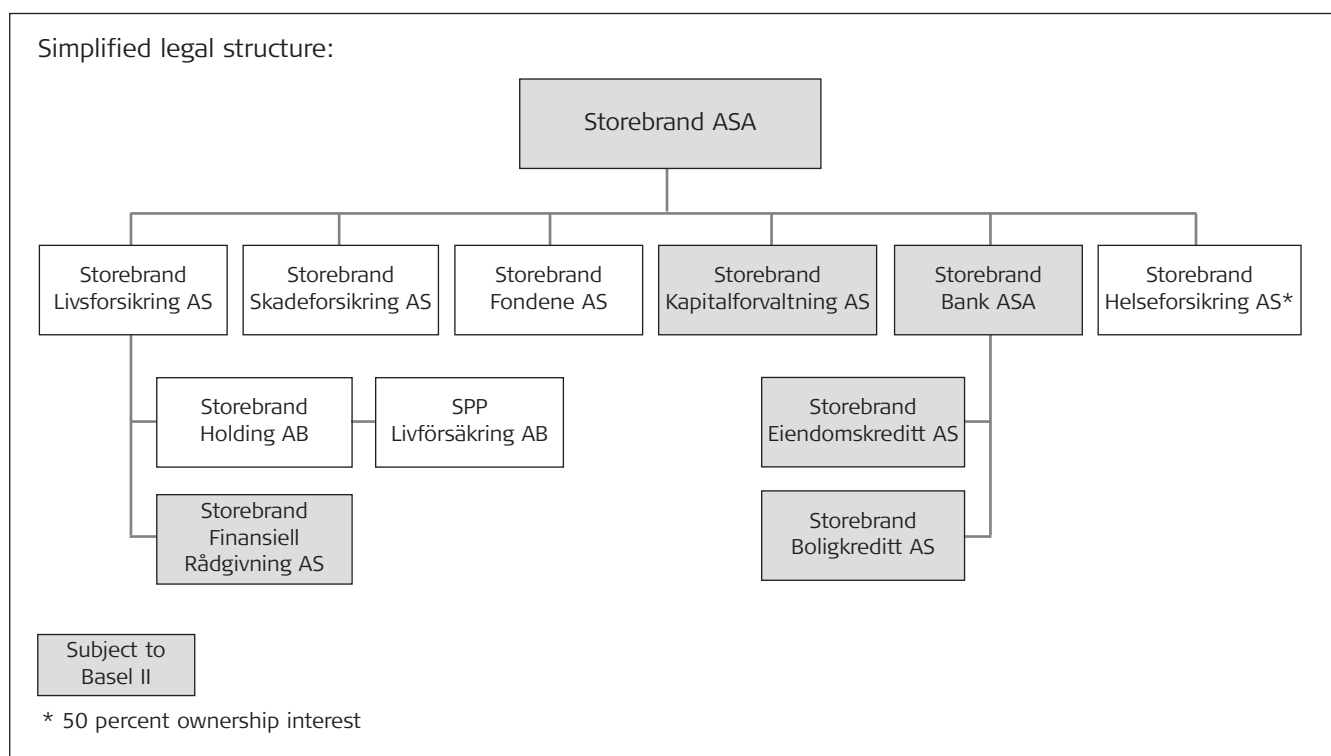 Simplified legal structure:
Storebrand ASA
Storebrand
Livsforsikring AS
Storebrand
Skadeforsikring AS
Storebrand
Fondene AS
Storebrand
Kapitalforvaltning AS
Storebrand
Bank ASA
Storebrand
Helseforsikring AS*
Storebrand
Holding AB
SPP
Livförsäkring AB
Storebrand
Eiendomskreditt AS
Storebrand
Finansiell
Rådgivning AS
Storebrand
Boligkreditt AS
Subject to
Basel II
* 50 percent ownership interest